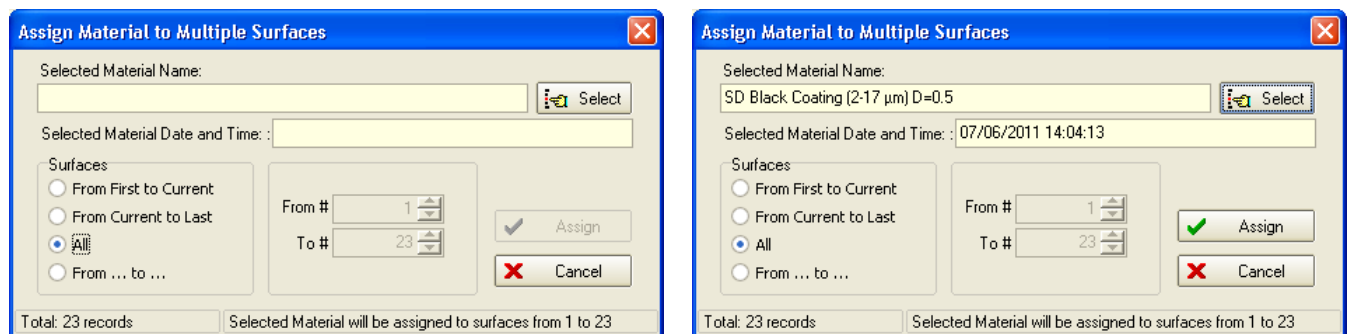 Assign Material to Multiple Surfaces
Selected Material Name:
Select
Selected Material Date and Time: :
Surfaces
From First to Current
From Current to Last
All
From ... to ...
From # 1
To # 23
Assign
Cancel
Total: 23 records
Selected Material will be assigned to surfaces from 1 to 23
Assign Material to Multiple Surfaces
Selected Material Name:
SD Black Coating (2-17 µm) D=0.5
Select
Selected Material Date and Time: : 07/06/2011 14:04:13
Surfaces
From First to Current
From Current to Last
All
From ... to ...
From # 1
To # 23
Assign
Cancel
Total: 23 records
Selected Material will be assigned to surfaces from 1 to 23